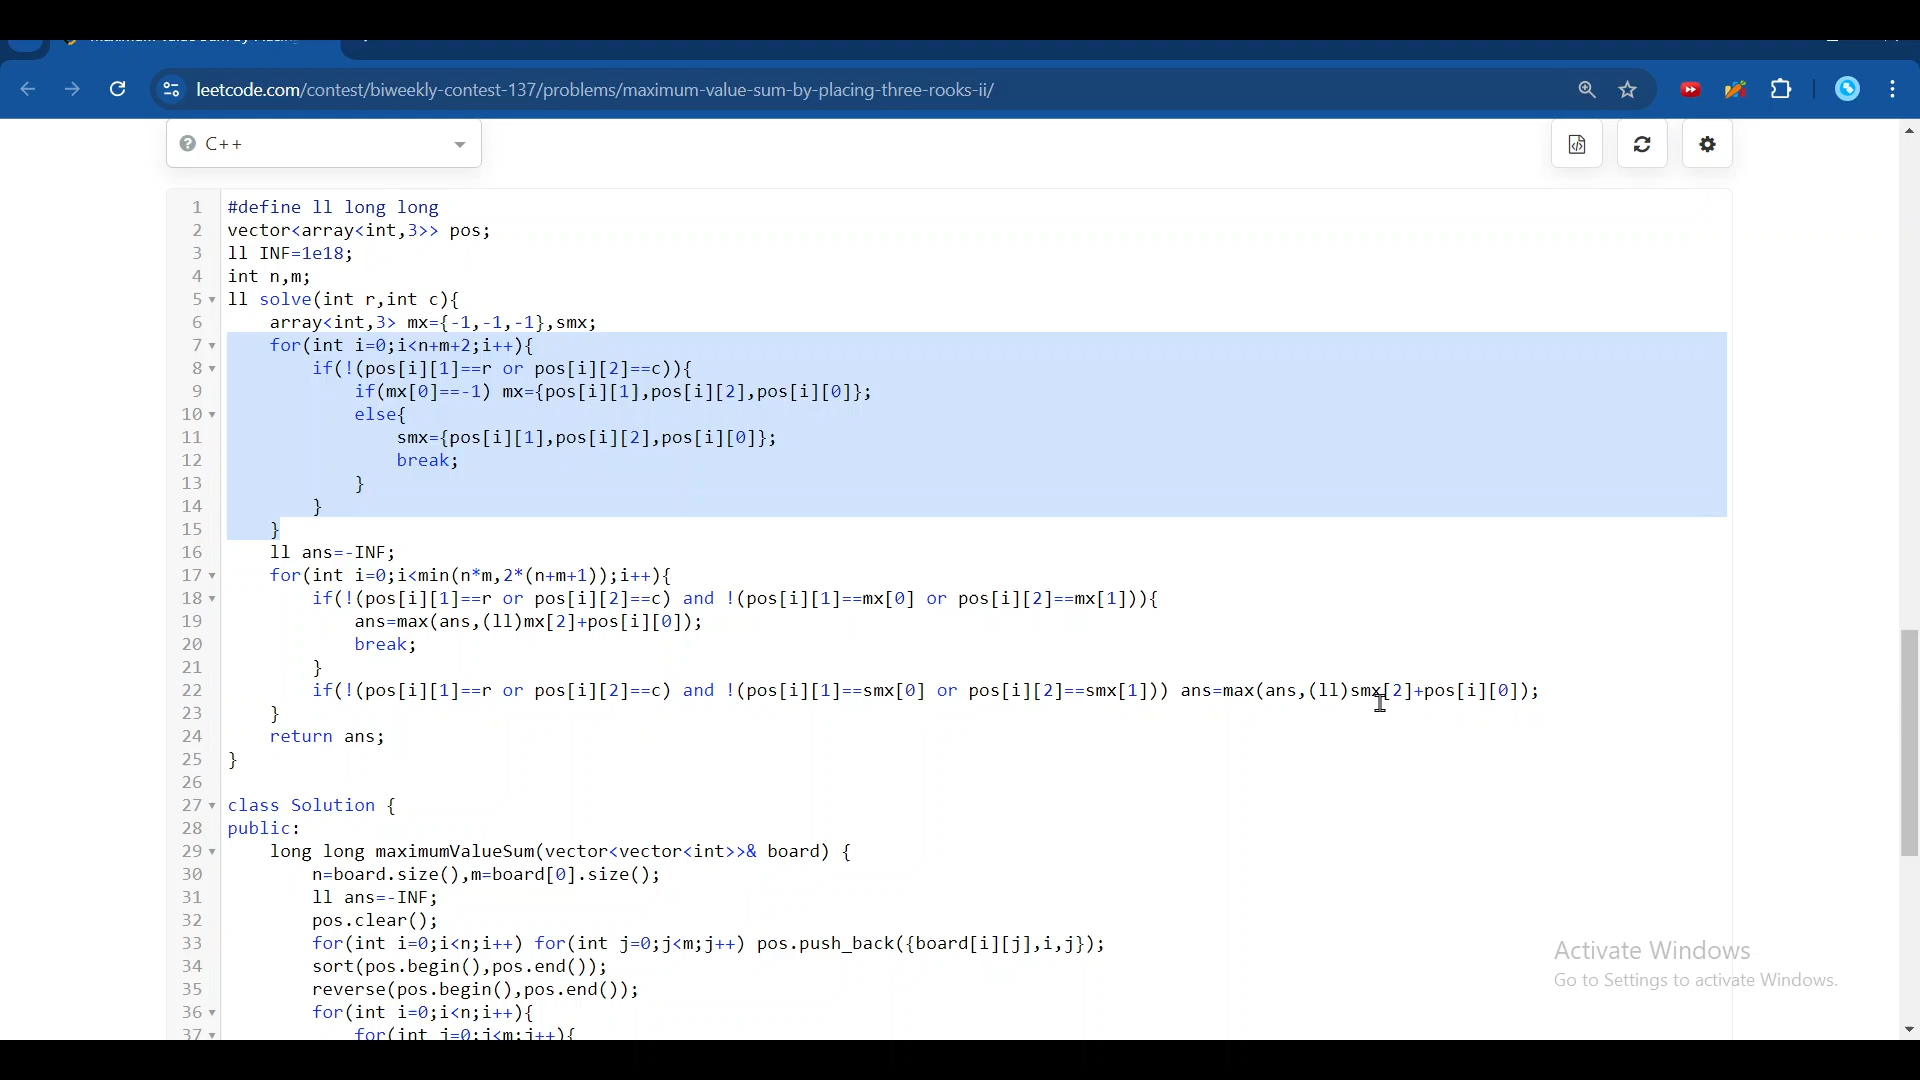 leetcode.com/contest/biweekly-contest-137/problems/maximum-value-sum-by-placing-three-rooks-ii/
C++
1 #define ll long long
2 vector<array<int,3>> pos;
3 ll INF=1e18;
4 int n,m;
5 ll solve(int r,int c){
6 array<int,3> mx={-1,-1,-1},smx;
7 for(int i=0;i<n+m+2;i++){
8 if(!(pos[i][1]==r or pos[i][2]==c)){
9 if(mx[0]==-1) mx={pos[i][1],pos[i][2],pos[i][0]};
10 else{
11 smx={pos[i][1],pos[i][2],pos[i][0]};
12 break;
13 }
14 }
15 }
16 ll ans=-INF;
17 for(int i=0;i<min(n*m,2*(n+m+1));i++){
18 if(!(pos[i][1]==r or pos[i][2]==c) and !(pos[i][1]==mx[0] or pos[i][2]==mx[1])){
19 ans=max(ans,(ll)mx[2]+pos[i][0]);
20 break;
21 }
22 if(!(pos[i][1]==r or pos[i][2]==c) and !(pos[i][1]==smx[0] or pos[i][2]==smx[1])) ans=max(ans,(ll)smx[2]+pos[i][0]);
23 }
24 return ans;
25 }
26
27 class Solution {
28 public:
29 long long maximumValueSum(vector<vector<int>>& board) {
30 n=board.size(),m=board[0].size();
31 ll ans=-INF;
32 pos.clear();
33 for(int i=0;i<n;i++) for(int j=0;j<m;j++) pos.push_back({board[i][j],i,j});
34 sort(pos.begin(),pos.end());
35 reverse(pos.begin(),pos.end());
36 for(int i=0;i<n;i++){
37 for(int j=0;j<m;j++){
Activate Windows
Go to Settings to activate Windows.